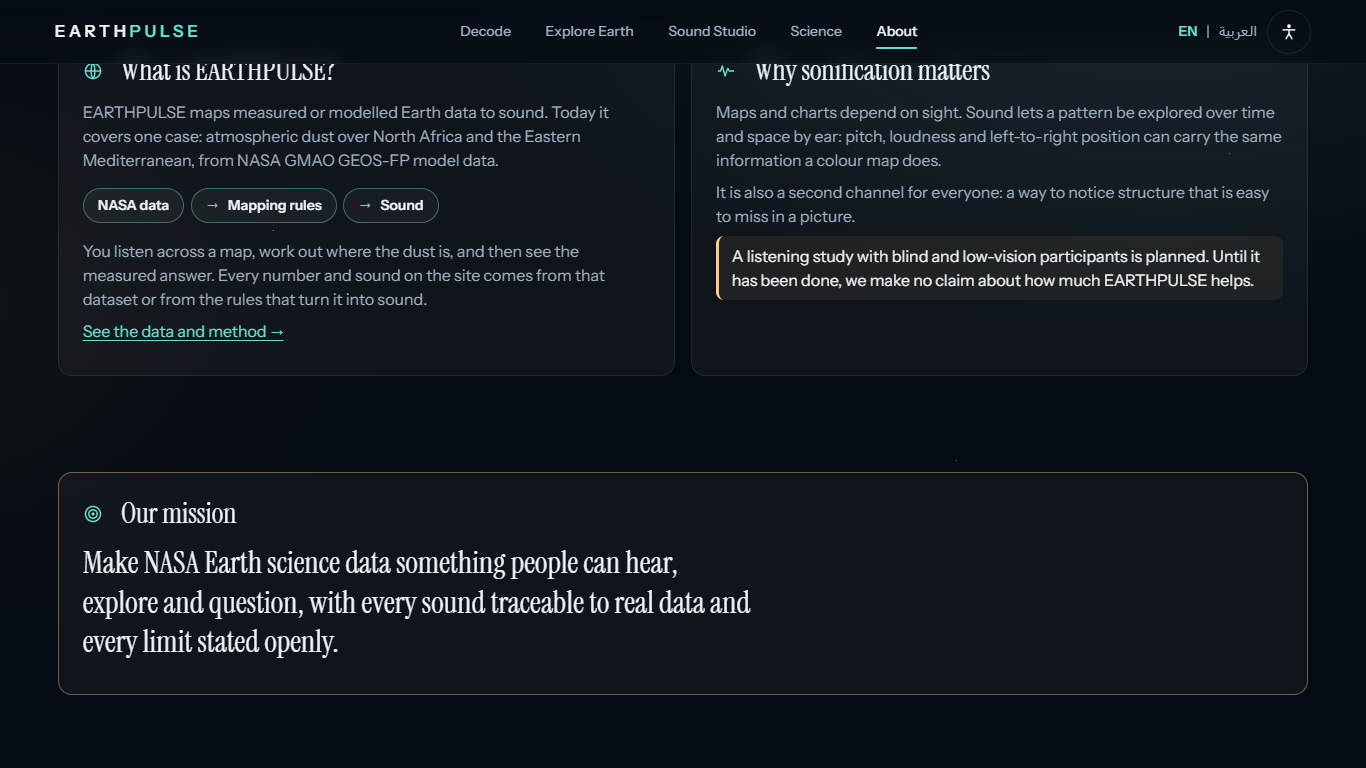 EARTHPULSE
Decode
Explore Earth
Sound Studio
Science
About
EN | العربية
What is EARTHPULSE?
EARTHPULSE maps measured or modelled Earth data to sound. Today it
covers one case: atmospheric dust over North Africa and the Eastern
Mediterranean, from NASA GMAO GEOS-FP model data.
NASA data
→ Mapping rules
→ Sound
You listen across a map, work out where the dust is, and then see the
measured answer. Every number and sound on the site comes from that
dataset or from the rules that turn it into sound.
See the data and method →
Why sonification matters
Maps and charts depend on sight. Sound lets a pattern be explored over time
and space by ear: pitch, loudness and left-to-right position can carry the same
information a colour map does.
It is also a second channel for everyone: a way to notice structure that is easy
to miss in a picture.
A listening study with blind and low-vision participants is planned. Until it
has been done, we make no claim about how much EARTHPULSE helps.
Our mission
Make NASA Earth science data something people can hear,
explore and question, with every sound traceable to real data and
every limit stated openly.